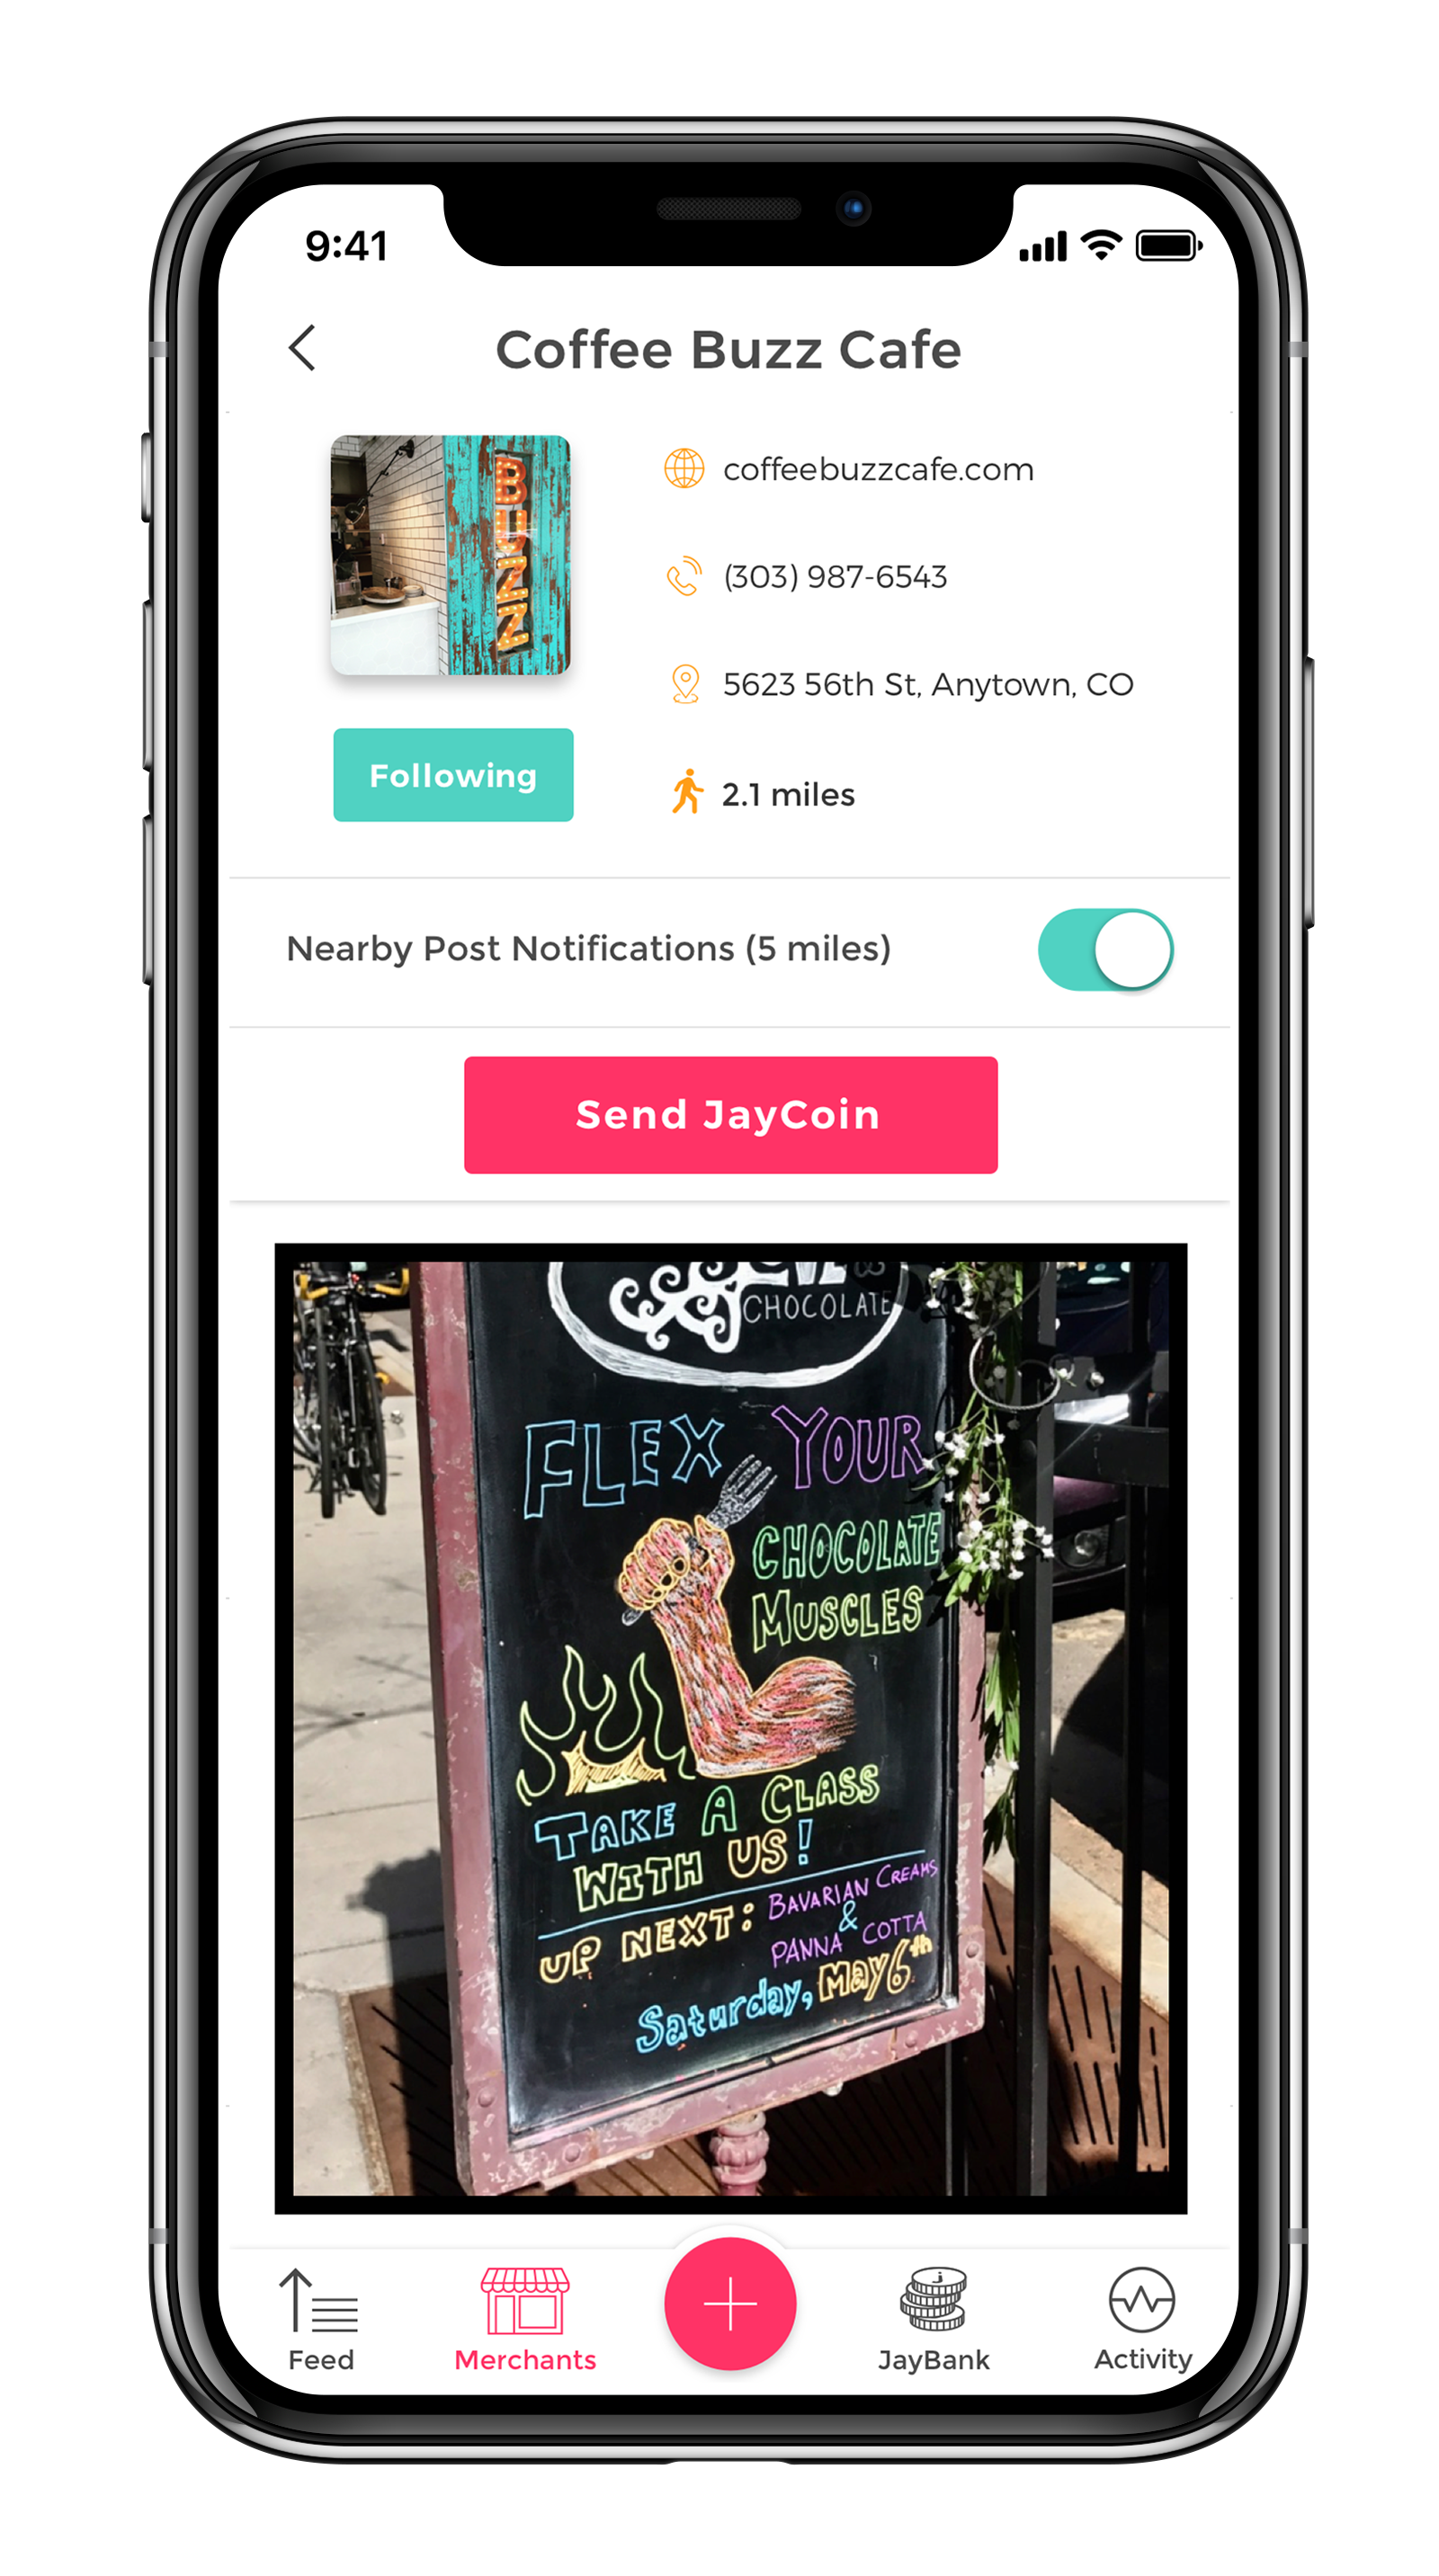 9:41
Coffee Buzz Cafe
BUNN
coffeebuzzcafe.com
(303) 987-6543
5623 56th St, Anytown, CO
Following
2.1 miles
Nearby Post Notifications (5 miles)
Send JayCoin
CHOCOLATE
FLEX YOUR
CHOCOLATE
MUSCLES
TAKE A CLASS
WITH US!
UP NEXT: BAVARIAN CREAMS
&
PANNA COTTA
Saturday, May 6th
Feed
Merchants
JayBank
Activity